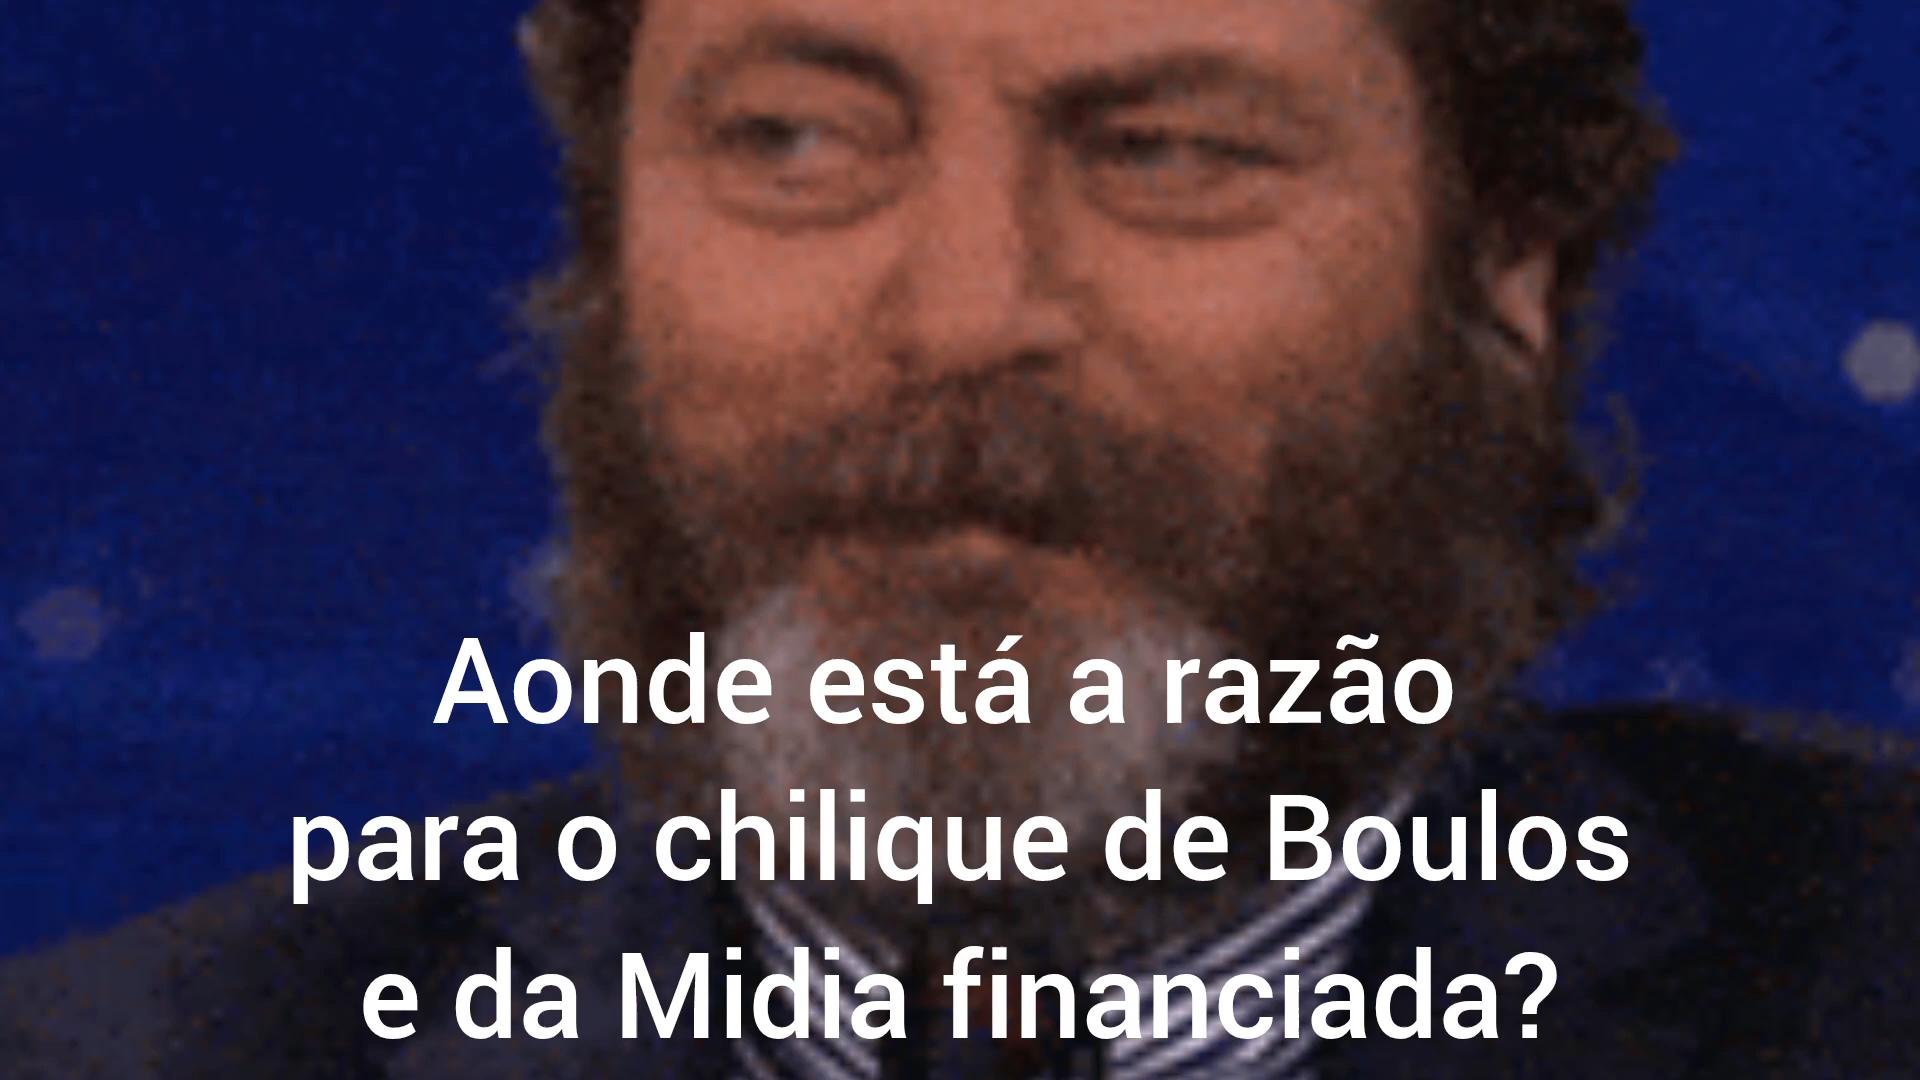 Aonde está a razão
para o chilique de Boulos
e da Midia financiada?